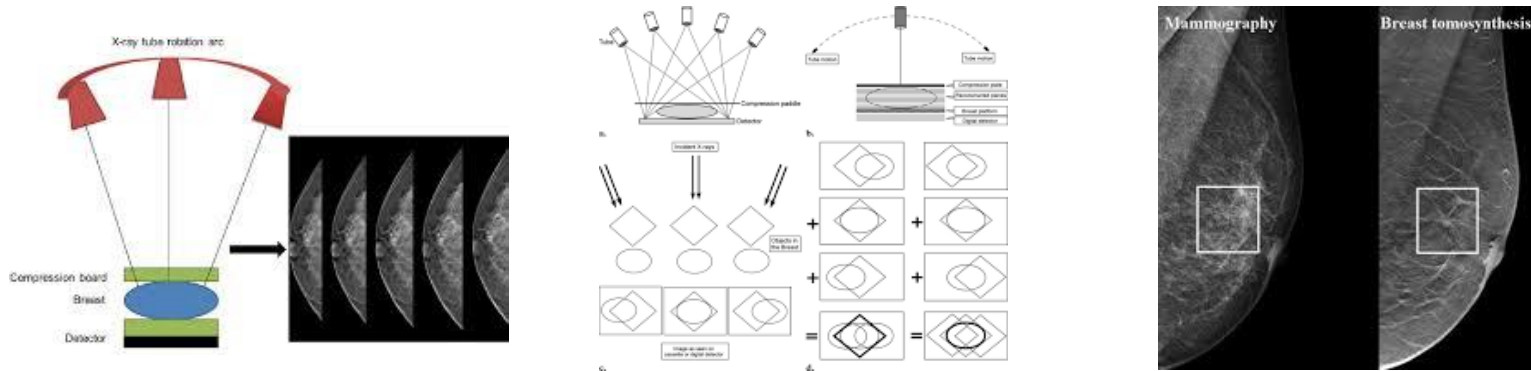 X-ray tube rotation arc
Compression board
Breast
Detector
Tube
Compression paddle
Detector
a.
Tube motion
Tube motion
Compression plate
Reconstructed planes
Breast platform
Digital detector
b.
Incident X-rays
Objects in
the Breast
Image as seen on
cassette or digital detector
c.
+
+
+
+
=
=
d.
Mammography
Breast tomosynthesis